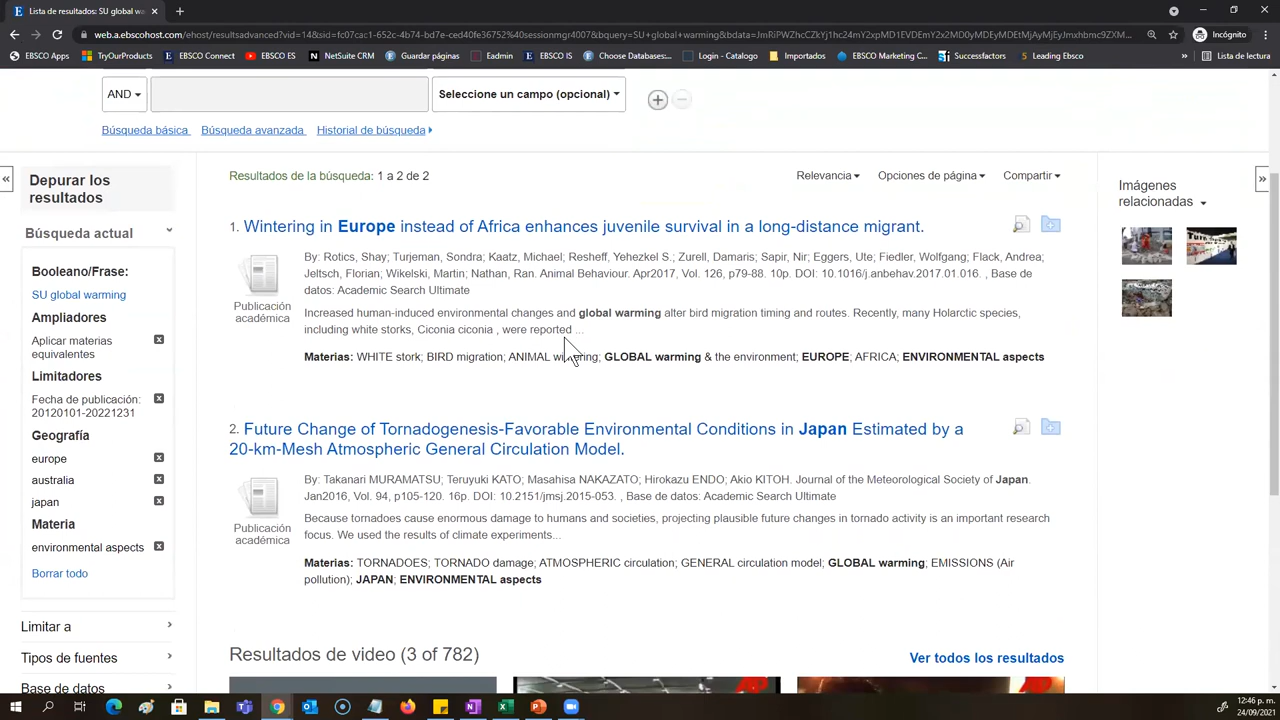 Lista de resultados: SU global wa
Incógnito
web.a.ebscohost.com/ehost/resultsadvanced?vid=14&sid=fc07cac1-652c-4b74-bd7e-ced40fe36752%40sessionmgr4007&bquery=SU+global+warming&bdata=
Aplicaciones
EBSCO
TryOurProducts
EBSCO Connect
EBSCO ES
NetSuite CRM
Guardar páginas
Eadmin
EBSCO IS
Choose Databases:...
Login - Catalogo
Importados
EBSCO Marketing C...
Successfactors
Leading Ebsco
»
Lista de lectura
AND
Seleccione un campo (opcional)
Búsqueda básica
Búsqueda avanzada
Historial de búsqueda
«
Depurar los
resultados
Búsqueda actual
Booleano/Frase:
SU global warming
Ampliadores
Aplicar materias
equivalentes
Limitadores
Fecha de publicación:
20120101-20221231
Geografía
europe
australia
japan
Materia
environmental aspects
Borrar todo
Limitar a
Tipos de fuentes
Base de datos
Resultados de la búsqueda: 1 a 2 de 2
Relevancia
Opciones de página
Compartir
1. Wintering in Europe instead of Africa enhances juvenile survival in a long-distance migrant.
Publicación
académica
By: Rotics, Shay; Turjeman, Sondra; Kaatz, Michael; Resheff, Yehezkel S.; Zurell, Damaris; Sapir, Nir; Eggers, Ute; Fiedler, Wolfgang; Flack, Andrea;
Jeltsch, Florian; Wikelski, Martin; Nathan, Ran. Animal Behaviour. Apr2017, Vol. 126, p79-88. 10p. DOI: 10.1016/j.anbehav.2017.01.016. , Base de
datos: Academic Search Ultimate
Increased human-induced environmental changes and global warming alter bird migration timing and routes. Recently, many Holarctic species,
including white storks, Ciconia ciconia , were reported ...
Materias: WHITE stork; BIRD migration; ANIMAL wintering; GLOBAL warming & the environment; EUROPE; AFRICA; ENVIRONMENTAL aspects
2. Future Change of Tornadogenesis-Favorable Environmental Conditions in Japan Estimated by a
20-km-Mesh Atmospheric General Circulation Model.
Publicación
académica
By: Takanari MURAMATSU; Teruyuki KATO; Masahisa NAKAZATO; Hirokazu ENDO; Akio KITOH. Journal of the Meteorological Society of Japan.
Jan2016, Vol. 94, p105-120. 16p. DOI: 10.2151/jmsj.2015-053. , Base de datos: Academic Search Ultimate
Because tornadoes cause enormous damage to humans and societies, projecting plausible future changes in tornado activity is an important research
focus. We used the results of climate experiments...
Materias: TORNADOES; TORNADO damage; ATMOSPHERIC circulation; GENERAL circulation model; GLOBAL warming; EMISSIONS (Air
pollution); JAPAN; ENVIRONMENTAL aspects
Resultados de video (3 of 782)
Ver todos los resultados
»
Imágenes
relacionadas
12:46 p. m.
24/09/2021